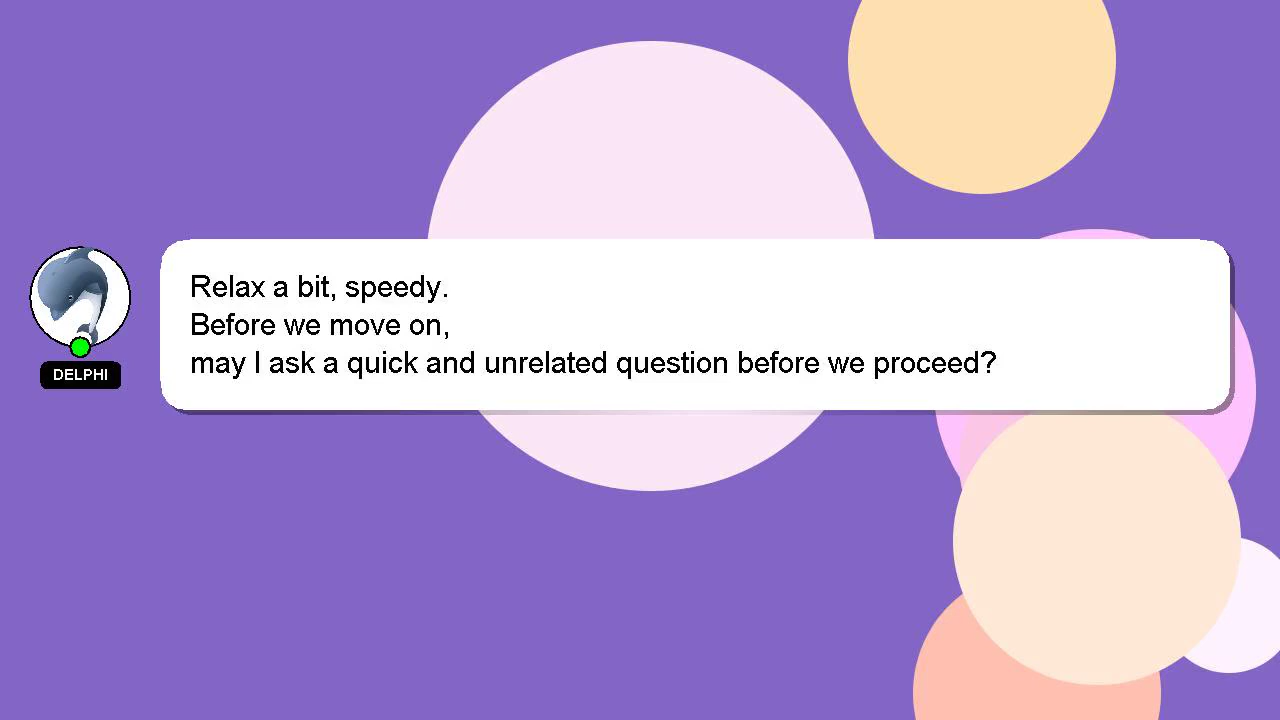 Relax a bit, speedy.
Before we move on,
may I ask a quick and unrelated question before we proceed?
DELPHI